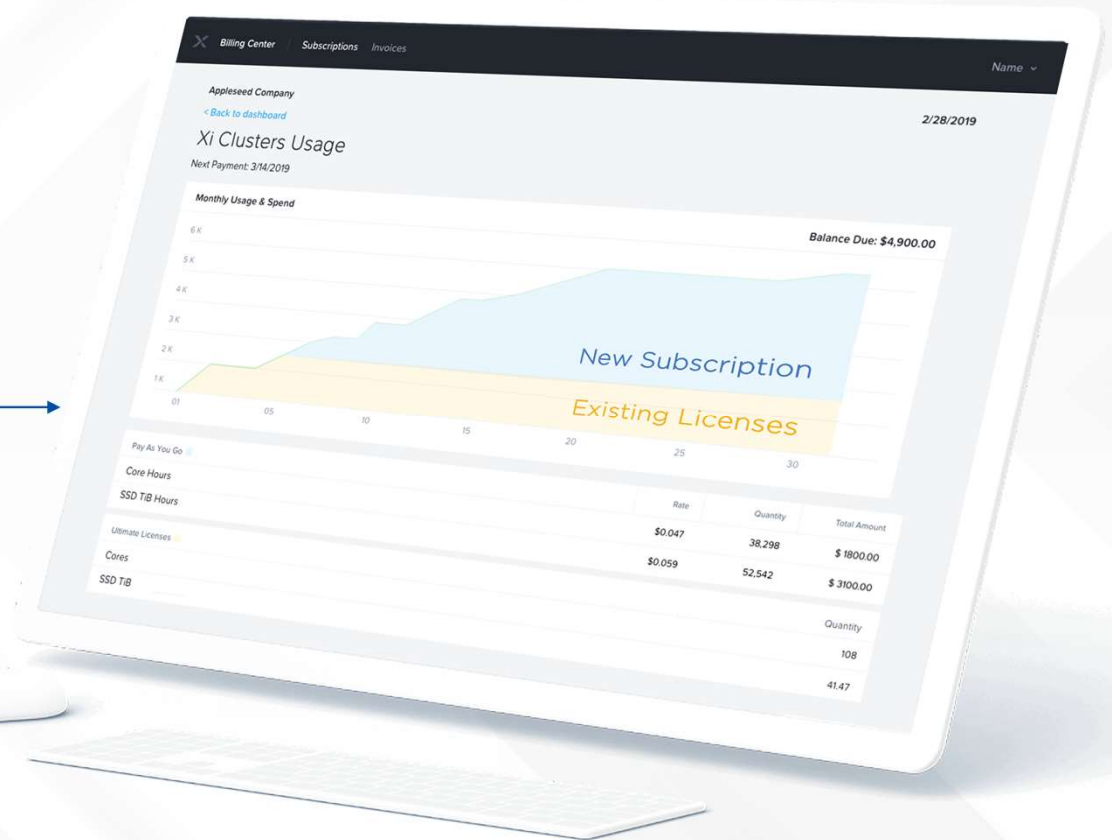 Billing Center Subscriptions Invoices Name
Appleseed Company 2/28/2019
< Back to dashboard
Xi Clusters Usage
Next Payment: 3/14/2019
Monthly Usage & Spend Balance Due: $4,900.00
6 K
5 K
4 K
3 K
2 K
1 K
New Subscription
Existing Licenses
01 05 10 15 20 25 30
Pay As You Go Rate Quantity Total Amount
Core Hours $0.047 38,298 $ 1800.00
SSD TiB Hours $0.059 52,542 $ 3100.00
Ultimate Licenses Quantity
Cores 108
SSD TiB 41.47